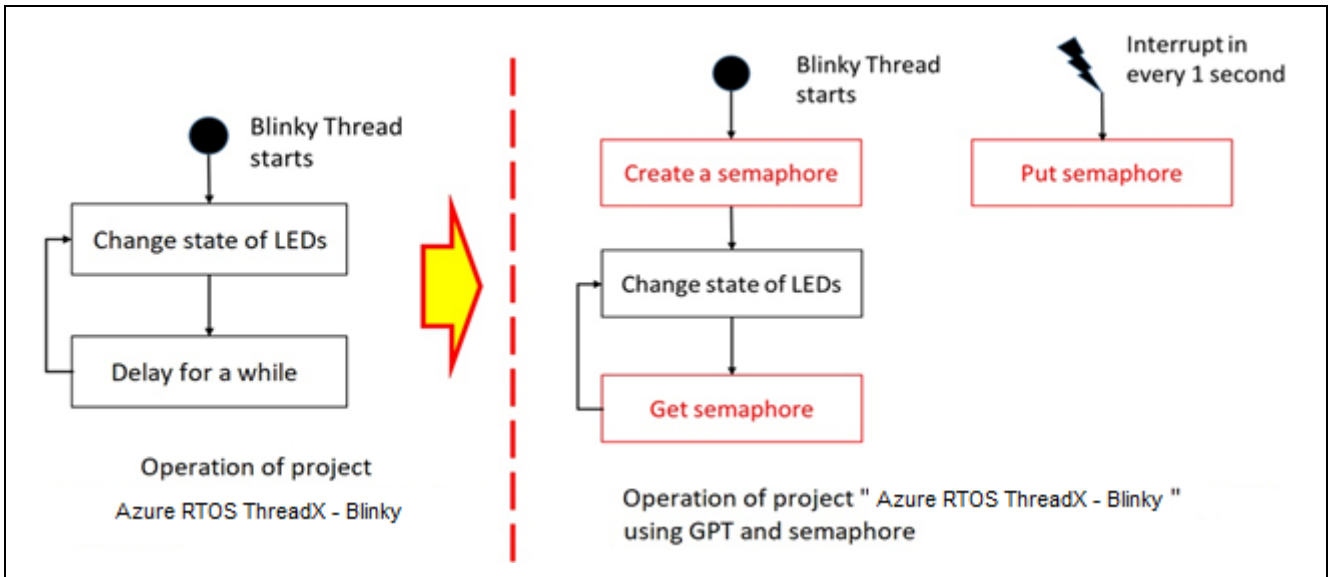 Blinky Thread
starts
Change state of LEDs
Delay for a while
Operation of project
Azure RTOS ThreadX - Blinky
Blinky Thread
starts
Interrupt in
every 1 second
Create a semaphore
Put semaphore
Change state of LEDs
Get semaphore
Operation of project " Azure RTOS ThreadX - Blinky "
using GPT and semaphore